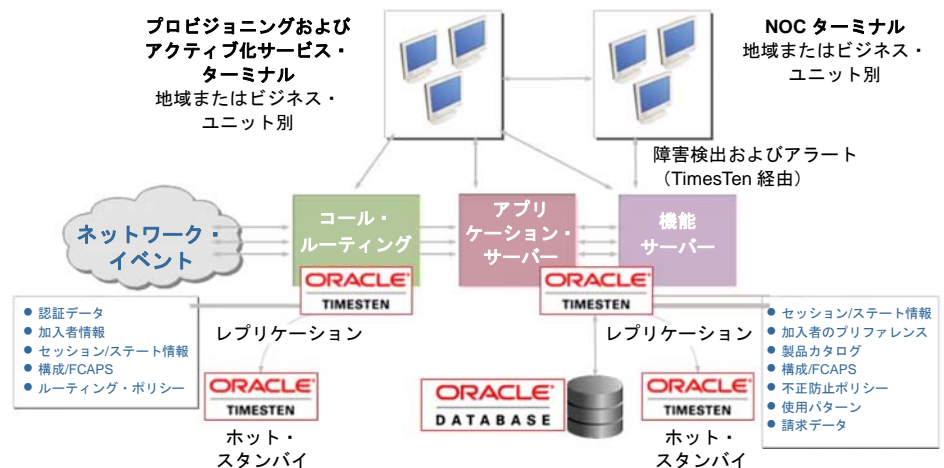 プロビジョニングおよび
アクティブ化サービス・
ターミナル
地域またはビジネス・
ユニット別
NOC ターミナル
地域またはビジネス・
ユニット別
障害検出およびアラート
（TimesTen 経由）
ネットワーク・
イベント
コール・
ルーティング
アプリ
ケーション・
サーバー
機能
サーバー
ORACLE
TIMESTEN
ORACLE
TIMESTEN
● 認証データ
● 加入者情報
● セッション/ステート情報
● 構成/FCAPS
● ルーティング・ポリシー
レプリケーション
レプリケーション
● セッション/ステート情報
● 加入者のプリファレンス
● 製品カタログ
● 構成/FCAPS
● 不正防止ポリシー
● 使用パターン
● 請求データ
ORACLE
TIMESTEN
ホット・
スタンバイ
ORACLE
DATABASE
ORACLE
TIMESTEN
ホット・
スタンバイ